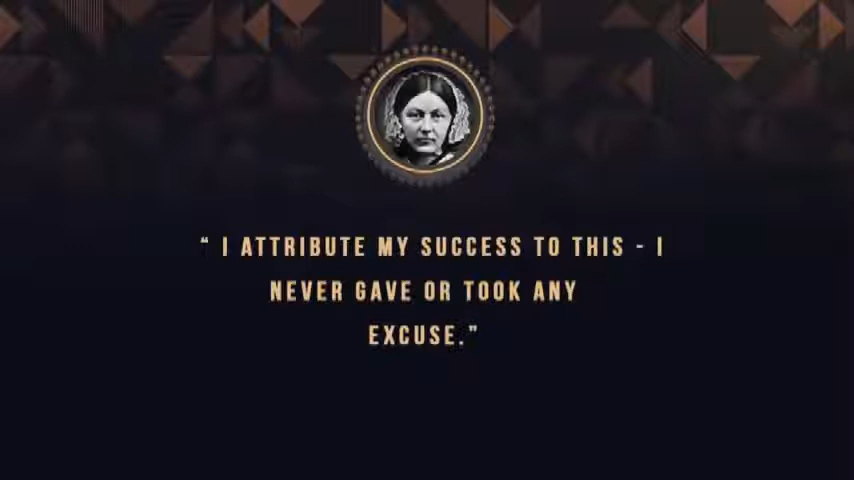 “ I ATTRIBUTE MY SUCCESS TO THIS - I
NEVER GAVE OR TOOK ANY
EXCUSE.”